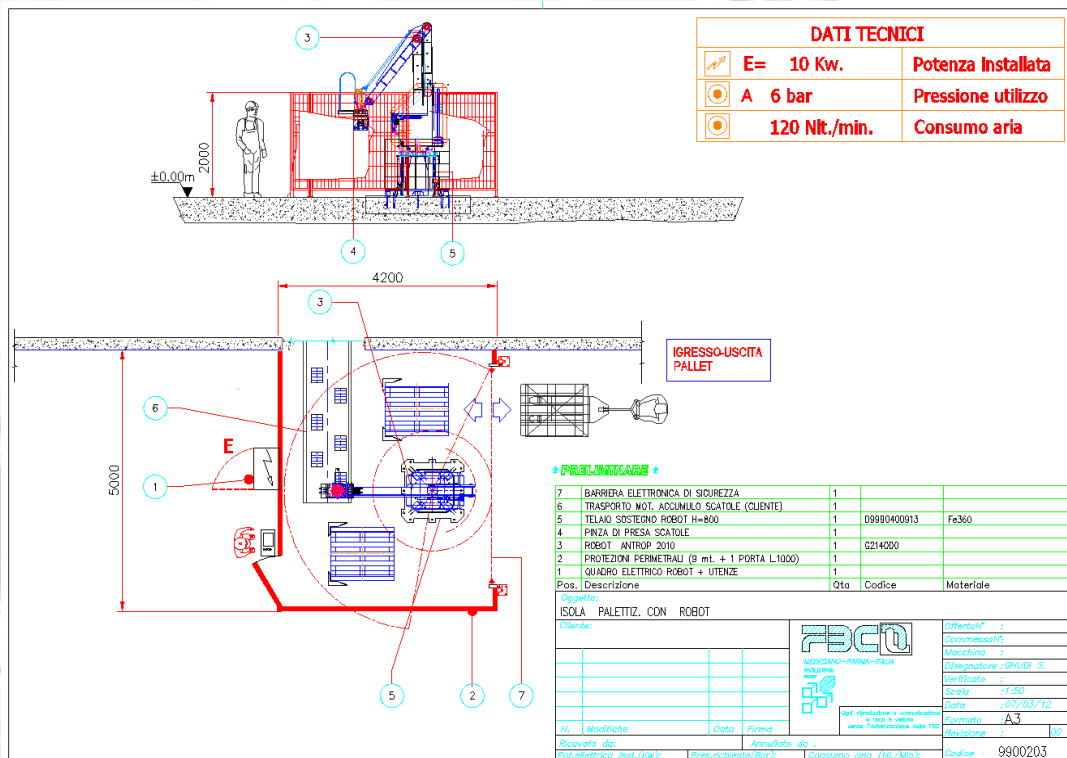 DATI TECNICI
E= 10 Kw. Potenza Installata
A 6 bar Pressione utilizzo
120 Nlt./min. Consumo aria
3
2000
±0.00m
4
5
4200
3
IGRESSO-USCITA
PALLET
6
E
1
5000
5
2
7
* PRELIMINARE *
7 BARRIERA ELETTRONICA DI SICUREZZA 1
6 TRASPORTO MOT. ACCUMULO SCATOLE (CLIENTE) 1
5 TELAIO SOSTEGNO ROBOT H=800 1 D9990400913 Fe360
4 PINZA DI PRESA SCATOLE 1
3 ROBOT ANTROP 2010 1 G214000
2 PROTEZIONI PERIMETRALI (9 mt. + 1 PORTA L.1000) 1
1 QUADRO ELETTRICO ROBOT + UTENZE 1
Pos. Descrizione Qta Codice Materiale
Oggetto:
ISOLA PALETTIZ. CON ROBOT
Cliente:
MEDESANO-PARMA-ITALIA
Offerta N° :
Commessa N°:
Macchina :
Disegnatore : GNUDI S.
Verificato :
Scala :1:50
Data :07/03/12
Formato :A3
Revisione : 00
Codice : 9900203
N. Modifiche Data Firma
Ricavato da: Annullato da :
Pot.elettrica Inst.(Kw): Pres.richiesta(Bar): Consumo aria (Nl./Min):